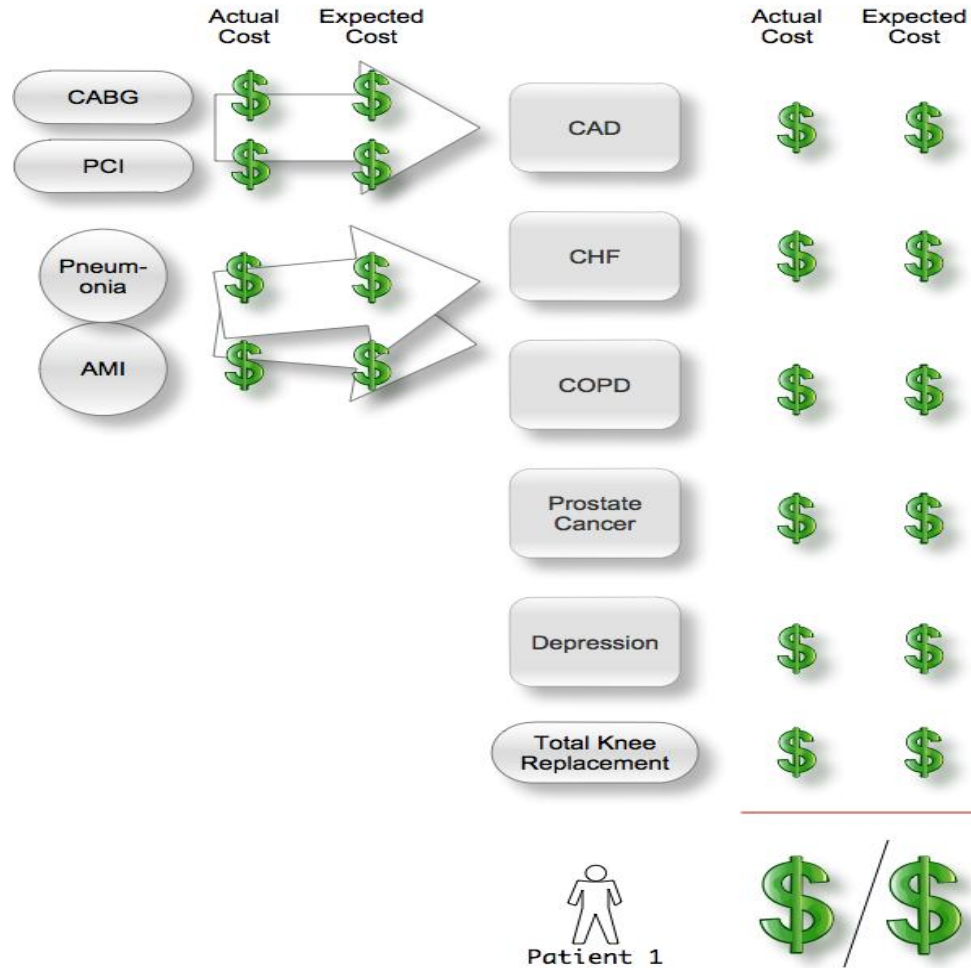 Actual Expected
Cost Cost
Actual Expected
Cost Cost
CABG
PCI
Pneum-
onia
AMI
$ $
$ $
$ $
$ $
CAD
$ $
CHF
$ $
COPD
$ $
Prostate
Cancer
$ $
Depression
$ $
Total Knee
Replacement
$ $
Patient 1
$ / $